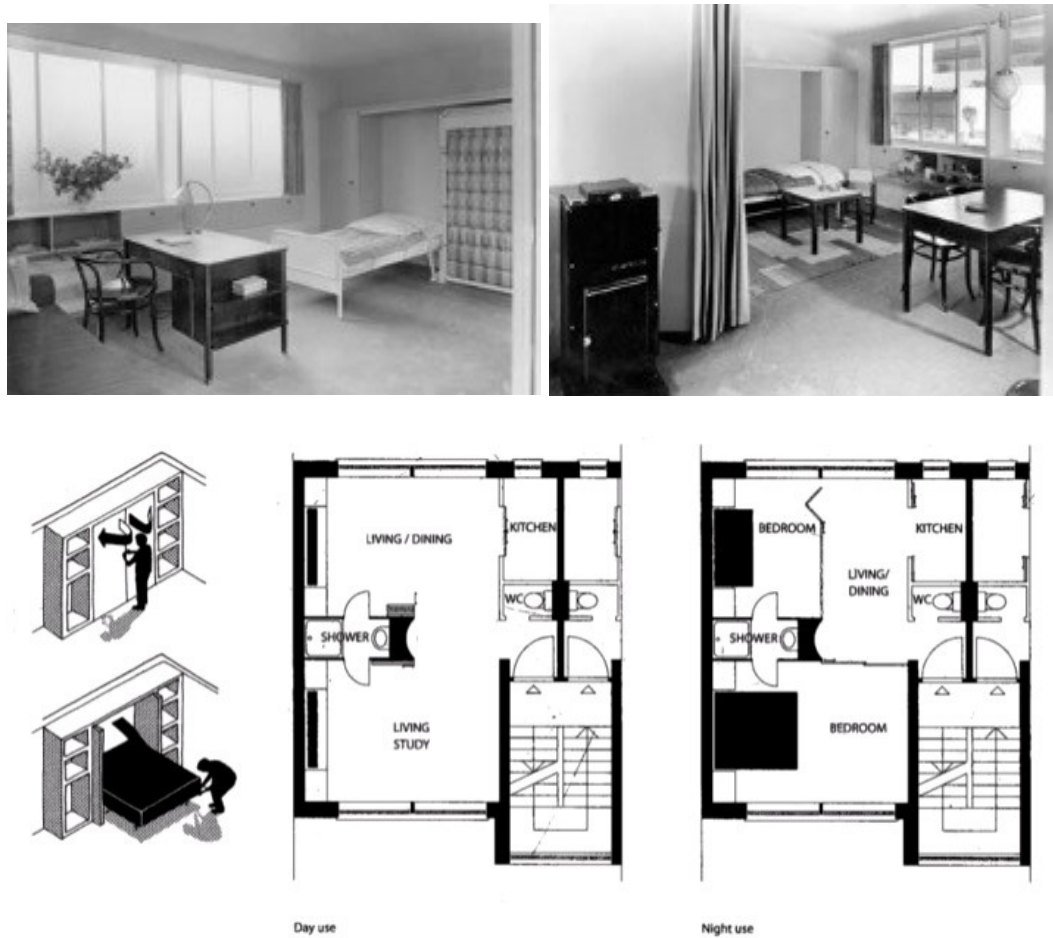 LIVING / DINING
KITCHEN
WC
SHOWER
LIVING
STUDY
BEDROOM
KITCHEN
LIVING/
DINING
WC
SHOWER
BEDROOM
Day use
Night use